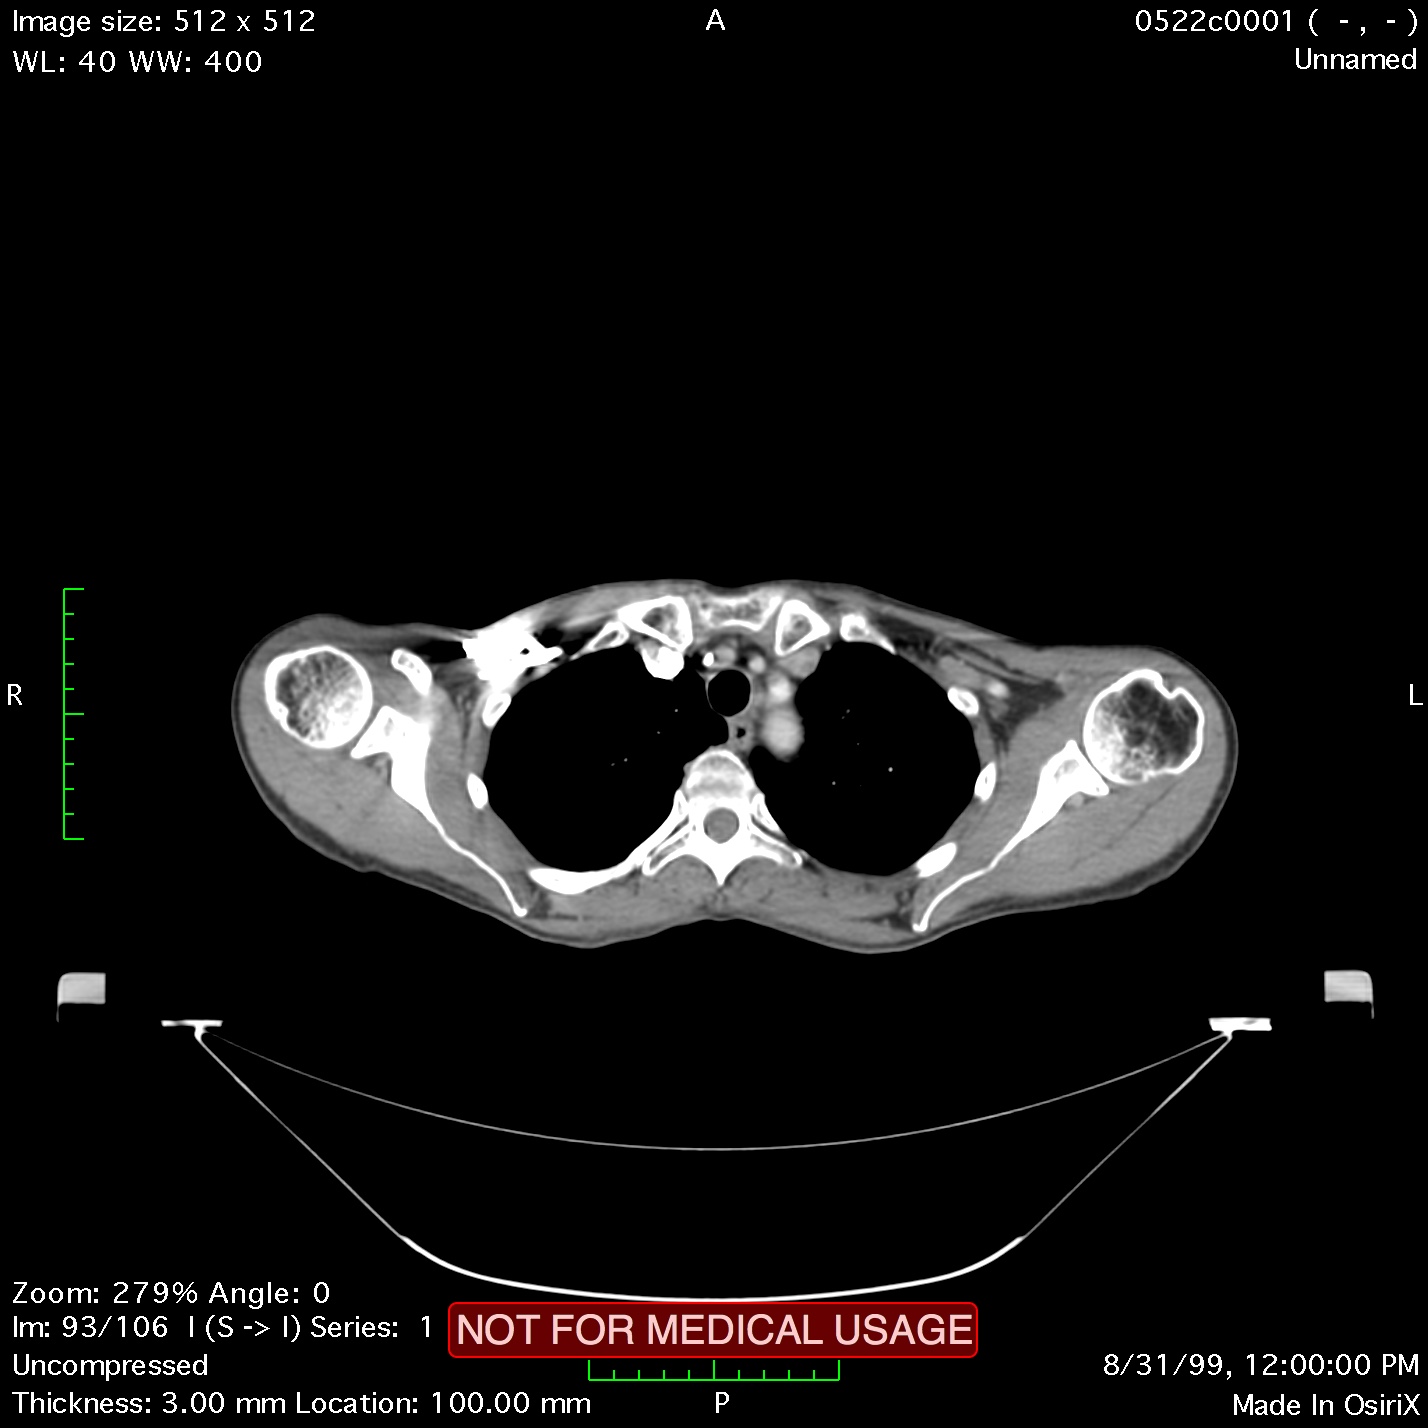 Image size: 512 x 512
WL: 40 WW: 400
A
0522c0001 ( -, -)
Unnamed
R
L
Zoom: 279% Angle: 0
Im: 93/106 I (S -> I) Series: 1
Uncompressed
Thickness: 3.00 mm Location: 100.00 mm
NOT FOR MEDICAL USAGE
P
8/31/99, 12:00:00 PM
Made In OsiriX